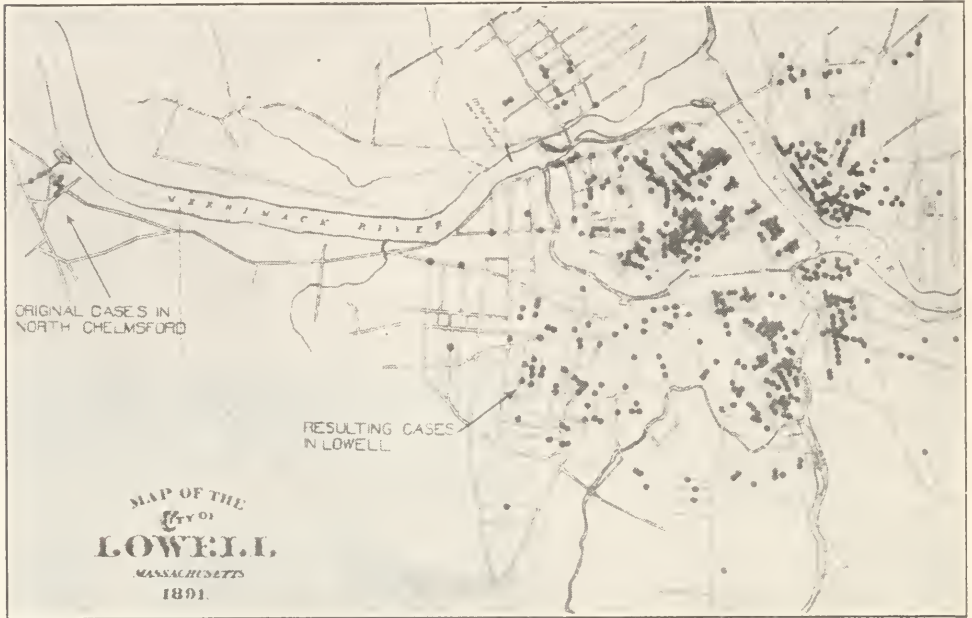 MERRIMACK RIVER
ORIGINAL CASES IN
NORTH CHELMSFORD
RESULTING CASES
IN LOWELL
MAP OF THE
CITY OF
LOWELL
MASSACHUSETTS
1891.